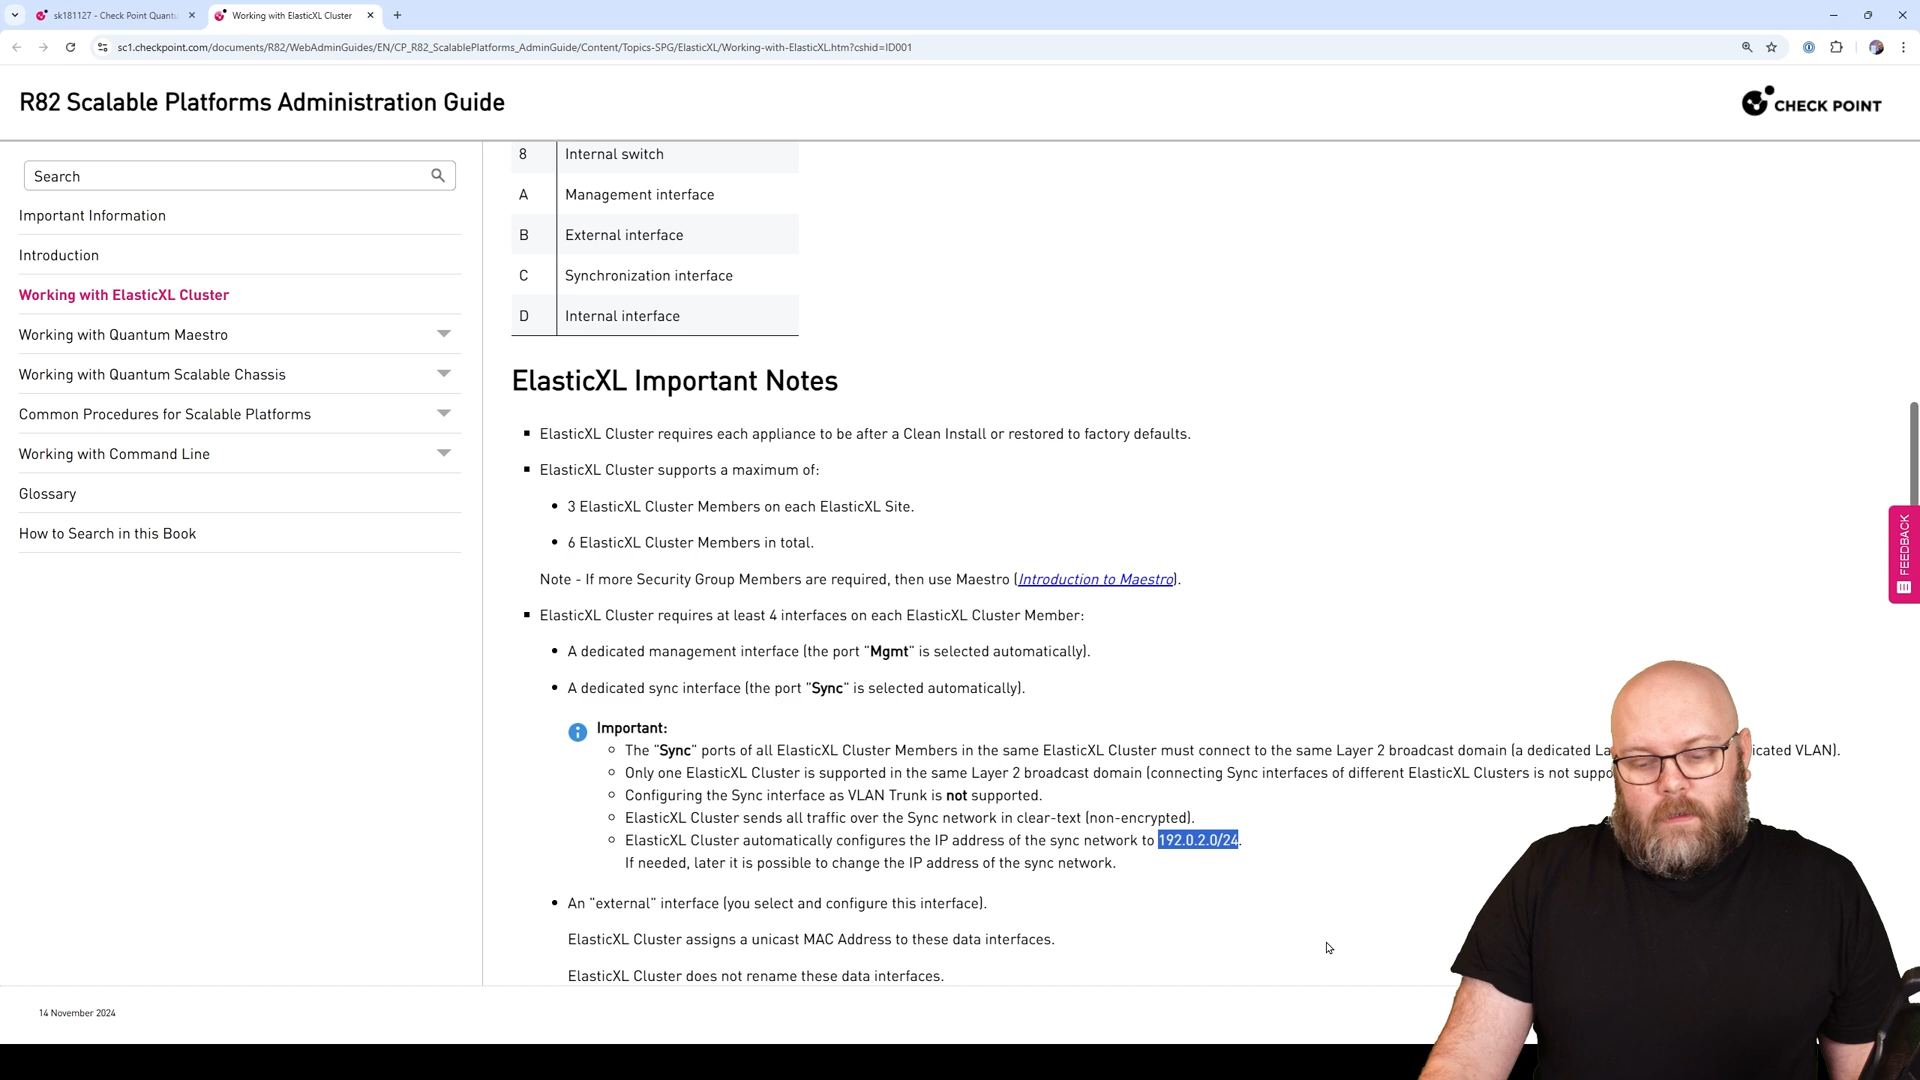 sk181127 - Check Point Quantu
Working with ElasticXL Cluster
sc1.checkpoint.com/documents/R82/WebAdminGuides/EN/CP_R82_ScalablePlatforms_AdminGuide/Content/Topics-SPG/ElasticXL/Working-with-ElasticXL.htm?cshid=ID001
R82 Scalable Platforms Administration Guide
CHECK POINT
Search
Important Information
Introduction
Working with ElasticXL Cluster
Working with Quantum Maestro
Working with Quantum Scalable Chassis
Common Procedures for Scalable Platforms
Working with Command Line
Glossary
How to Search in this Book
8 Internal switch
A Management interface
B External interface
C Synchronization interface
D Internal interface
ElasticXL Important Notes
ElasticXL Cluster requires each appliance to be after a Clean Install or restored to factory defaults.
ElasticXL Cluster supports a maximum of:
3 ElasticXL Cluster Members on each ElasticXL Site.
6 ElasticXL Cluster Members in total.
Note - If more Security Group Members are required, then use Maestro (Introduction to Maestro).
ElasticXL Cluster requires at least 4 interfaces on each ElasticXL Cluster Member:
A dedicated management interface (the port "Mgmt" is selected automatically).
A dedicated sync interface (the port "Sync" is selected automatically).
Important:
The "Sync" ports of all ElasticXL Cluster Members in the same ElasticXL Cluster must connect to the same Layer 2 broadcast domain (a dedicated La icated VLAN).
Only one ElasticXL Cluster is supported in the same Layer 2 broadcast domain (connecting Sync interfaces of different ElasticXL Clusters is not suppo
Configuring the Sync interface as VLAN Trunk is not supported.
ElasticXL Cluster sends all traffic over the Sync network in clear-text (non-encrypted).
ElasticXL Cluster automatically configures the IP address of the sync network to 192.0.2.0/24.
If needed, later it is possible to change the IP address of the sync network.
An "external" interface (you select and configure this interface).
ElasticXL Cluster assigns a unicast MAC Address to these data interfaces.
ElasticXL Cluster does not rename these data interfaces.
FEEDBACK
14 November 2024